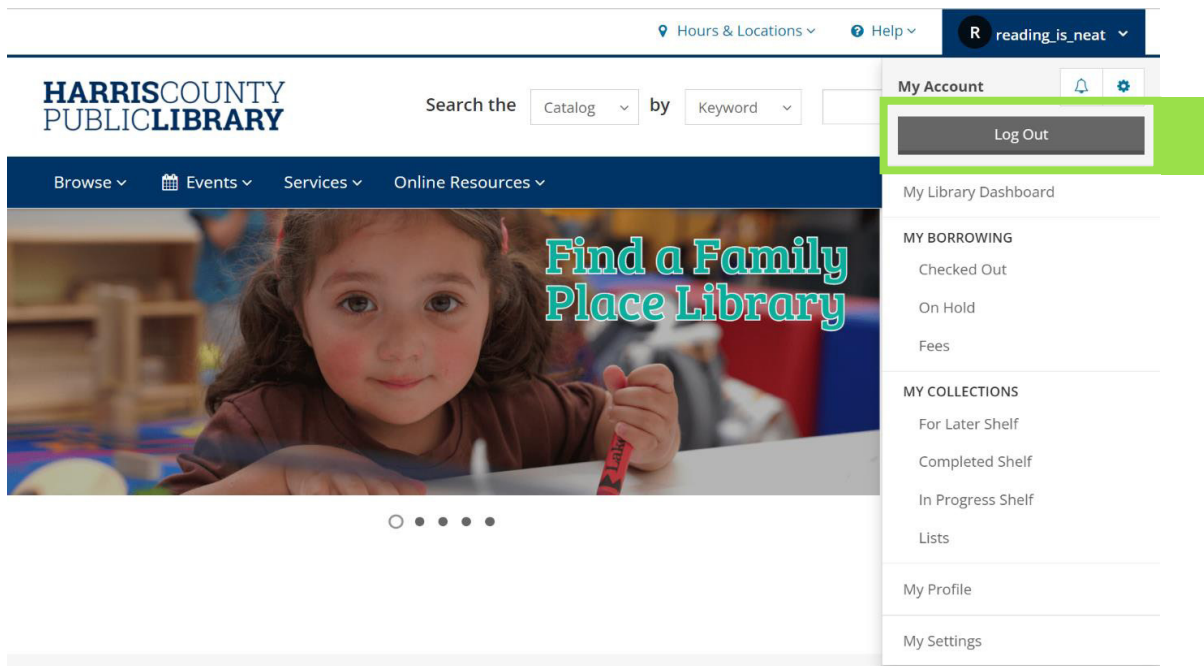 Hours & Locations
Help
R reading_is_neat
HARRISCOUNTY
PUBLICLIBRARY
Search the Catalog by Keyword
My Account
Log Out
Browse
Events
Services
Online Resources
My Library Dashboard
MY BORROWING
Checked Out
On Hold
Fees
MY COLLECTIONS
For Later Shelf
Completed Shelf
In Progress Shelf
Lists
My Profile
My Settings
Find a Family
Place Library
Lake